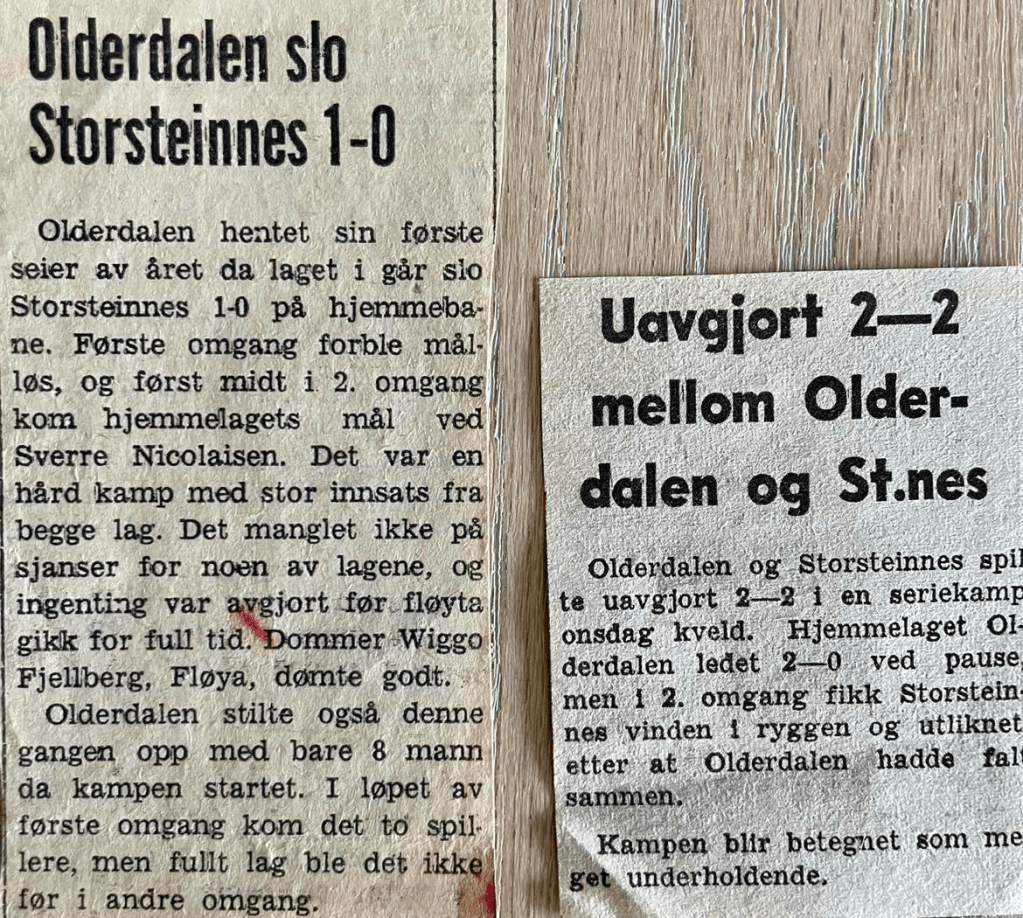 Olderdalen slo
Storsteinnes 1-0
Olderdalen hentet sin første
seier av året da laget i går slo
Storsteinnes 1-0 på hjemmeba-
ne. Første omgang forble mål-
løs, og først midt i 2. omgang
kom hjemmelagets mål ved
Sverre Nicolaisen. Det var en
hård kamp med stor innsats fra
begge lag. Det manglet ikke på
sjanser for noen av lagene, og
ingenting var avgjort før fløyta
gikk for full tid. Dommer Wiggo
Fjellberg, Fløya, dømte godt.
Olderdalen stilte også denne
gangen opp med bare 8 mann
da kampen startet. I løpet av
første omgang kom det to spil-
lere, men fullt lag ble det ikke
før i andre omgang.
Uavgjort 2—2
mellom Older-
dalen og St.nes
Olderdalen og Storsteinnes spil
te uavgjort 2—2 i en seriekamp
onsdag kveld. Hjemmelaget Ol-
derdalen ledet 2—0 ved pause,
men i 2. omgang fikk Storstein-
nes vinden i ryggen og utliknet
etter at Olderdalen hadde falt
sammen.
Kampen blir betegnet som me
get underholdende.